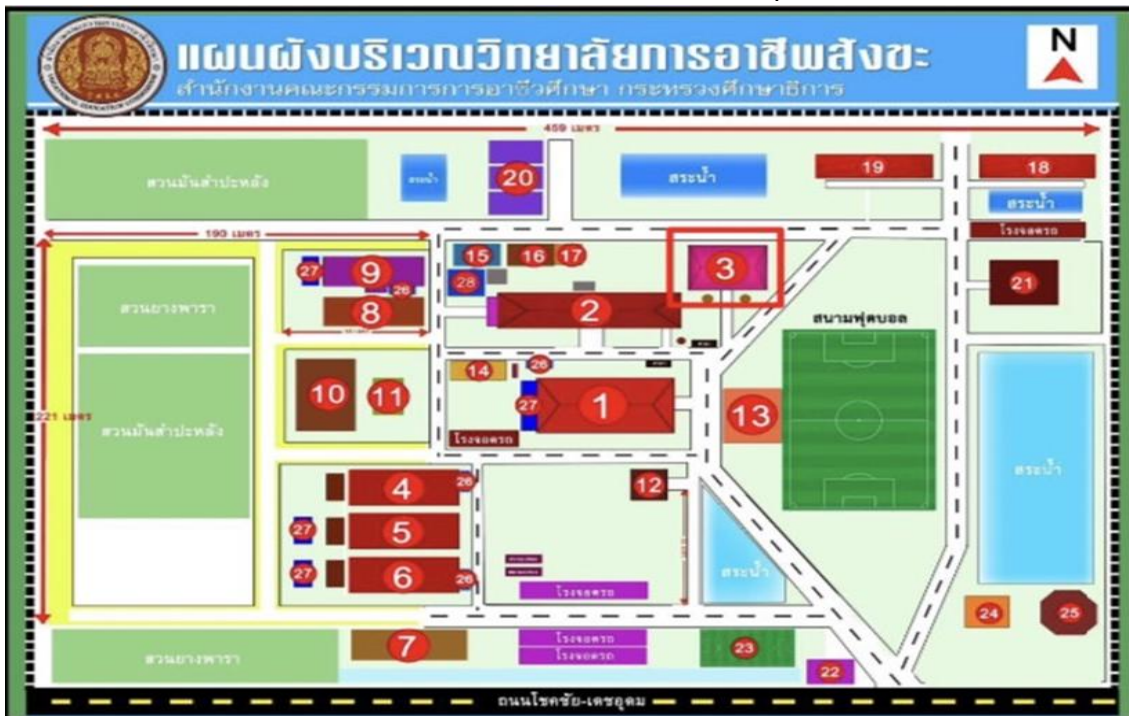 แผนผังบริเวณวิทยาลัยการอาชีพสังขะ
N
สำนักงานคณะกรรมการการอาชีวศึกษา กระทรวงศึกษาธิการ
459 เมตร
สวนมันสำปะหลัง
สระน้ำ
20
สระน้ำ
19
18
สระน้ำ
โรงจอดรถ
190 เมตร
27
9
26
8
15
16
17
28
2
3
21
สวนยางพารา
สนามฟุตบอล
10
11
14
26
27
1
13
โรงจอดรถ
221 เมตร
สวนมันสำปะหลัง
สระน้ำ
4
26
12
27
5
27
6
26
สระน้ำ
โรงจอดรถ
24
25
สวนยางพารา
7
โรงจอดรถ
โรงจอดรถ
23
22
ถนนโชคชัย-เดชอุดม